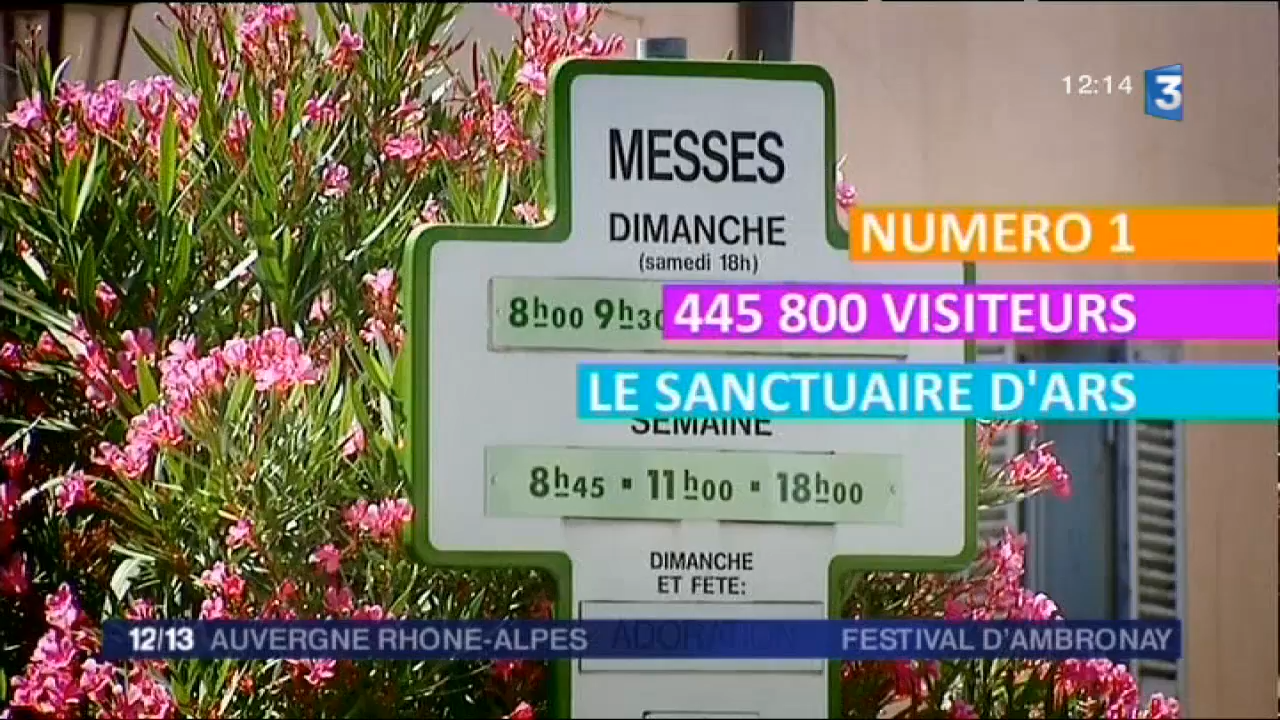 12:14 3
MESSES
DIMANCHE
(samedi 18h)
NUMERO 1
8h00 9h30
445 800 VISITEURS
LE SANCTUAIRE D'ARS
SEMAINE
8h45 ▪ 11h00 ▪ 18h00
DIMANCHE
ET FETE:
ADORATION
12/13 AUVERGNE RHONE-ALPES FESTIVAL D'AMBRONAY